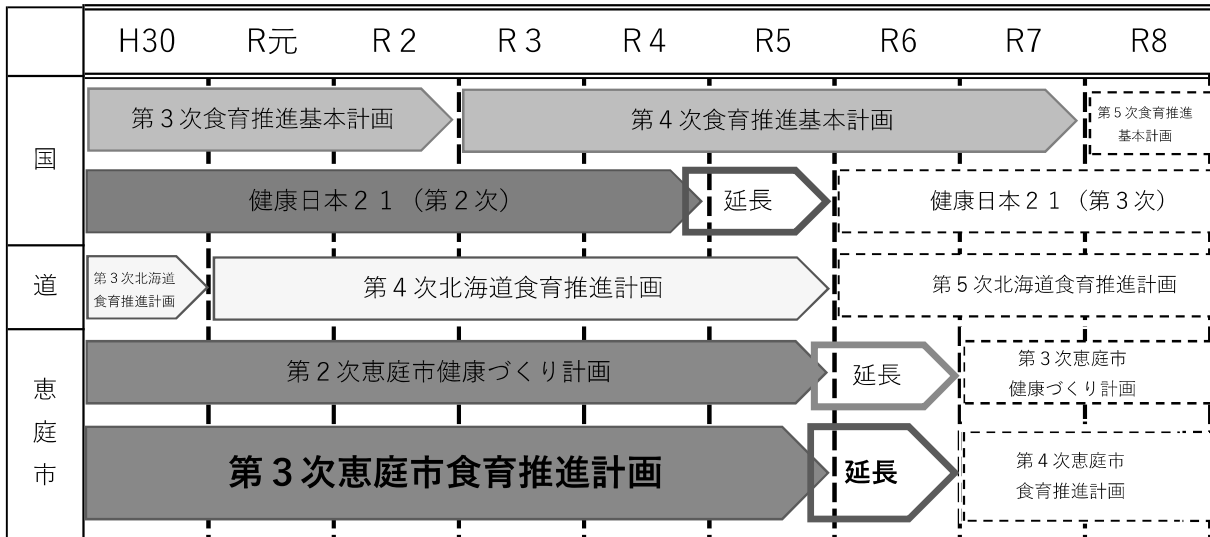 H30 R元 R２ R３ R４ R5 R6 R7 R8
国
第３次食育推進基本計画
第４次食育推進基本計画
第５次食育推進
基本計画
健康日本２１（第２次）
延長
健康日本２１（第３次）
道
第３次北海道
食育推進計画
第４次北海道食育推進計画
第５次北海道食育推進計画
恵庭市
第２次恵庭市健康づくり計画
延長
第３次恵庭市
健康づくり計画
第３次恵庭市食育推進計画
延長
第４次恵庭市
食育推進計画